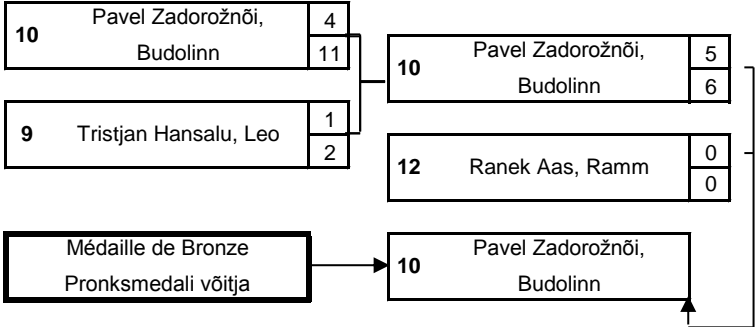 10 Pavel Zadorožnõi, Budolinn 4 11
9 Tristjan Hansalu, Leo 1 2
10 Pavel Zadorožnõi, Budolinn 5 6
12 Ranek Aas, Ramm 0 0
Médaille de Bronze
Pronksmedali võitja
10 Pavel Zadorožnõi, Budolinn